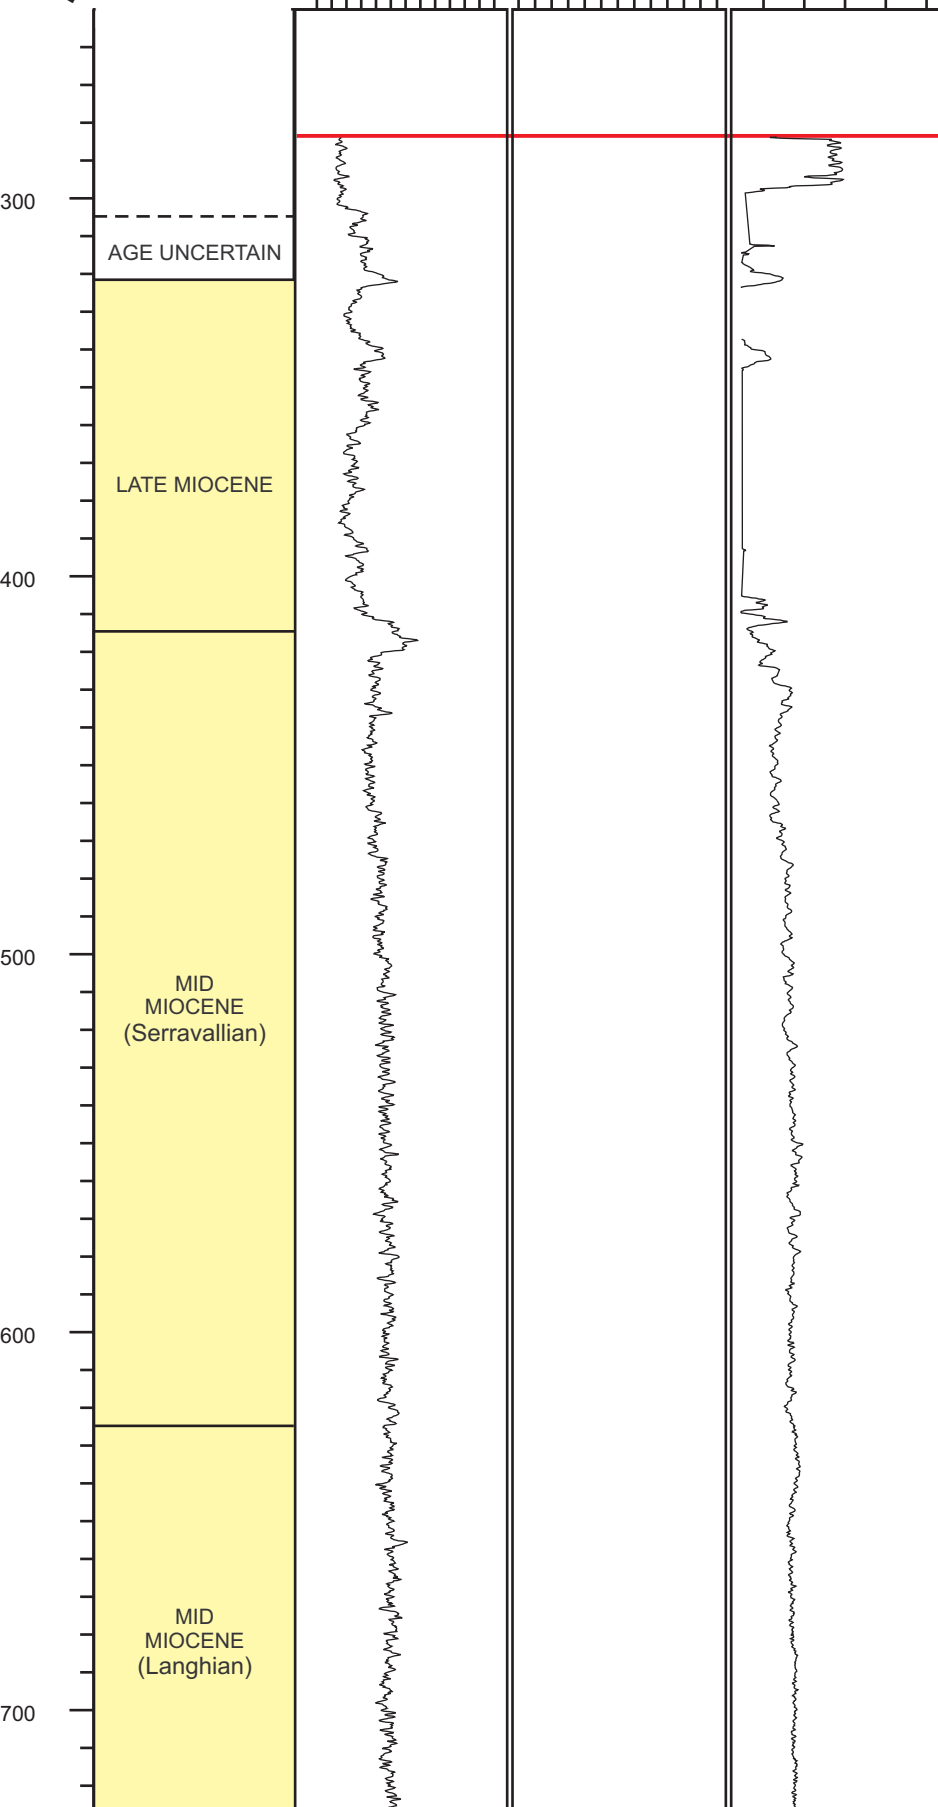 300
AGE UNCERTAIN
LATE MIOCENE
400
500
MID
MIOCENE
(Serravallian)
600
MID
MIOCENE
(Langhian)
700